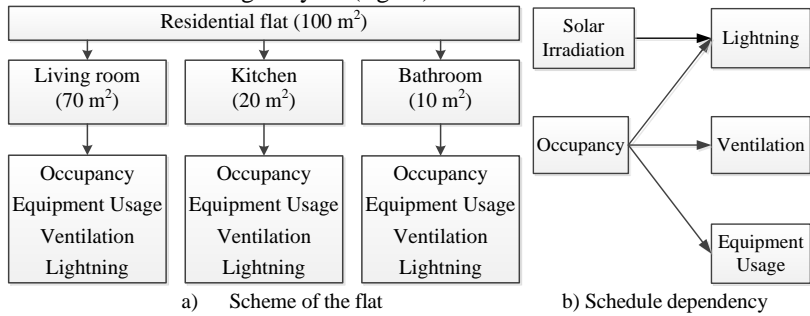 Residential flat (100 m²)
Living room
(70 m²)
Kitchen
(20 m²)
Bathroom
(10 m²)
Occupancy
Equipment Usage
Ventilation
Lightning
Occupancy
Equipment Usage
Ventilation
Lightning
Occupancy
Equipment Usage
Ventilation
Lightning
a) Scheme of the flat
Solar
Irradiation
Lightning
Occupancy
Ventilation
Equipment
Usage
b) Schedule dependency